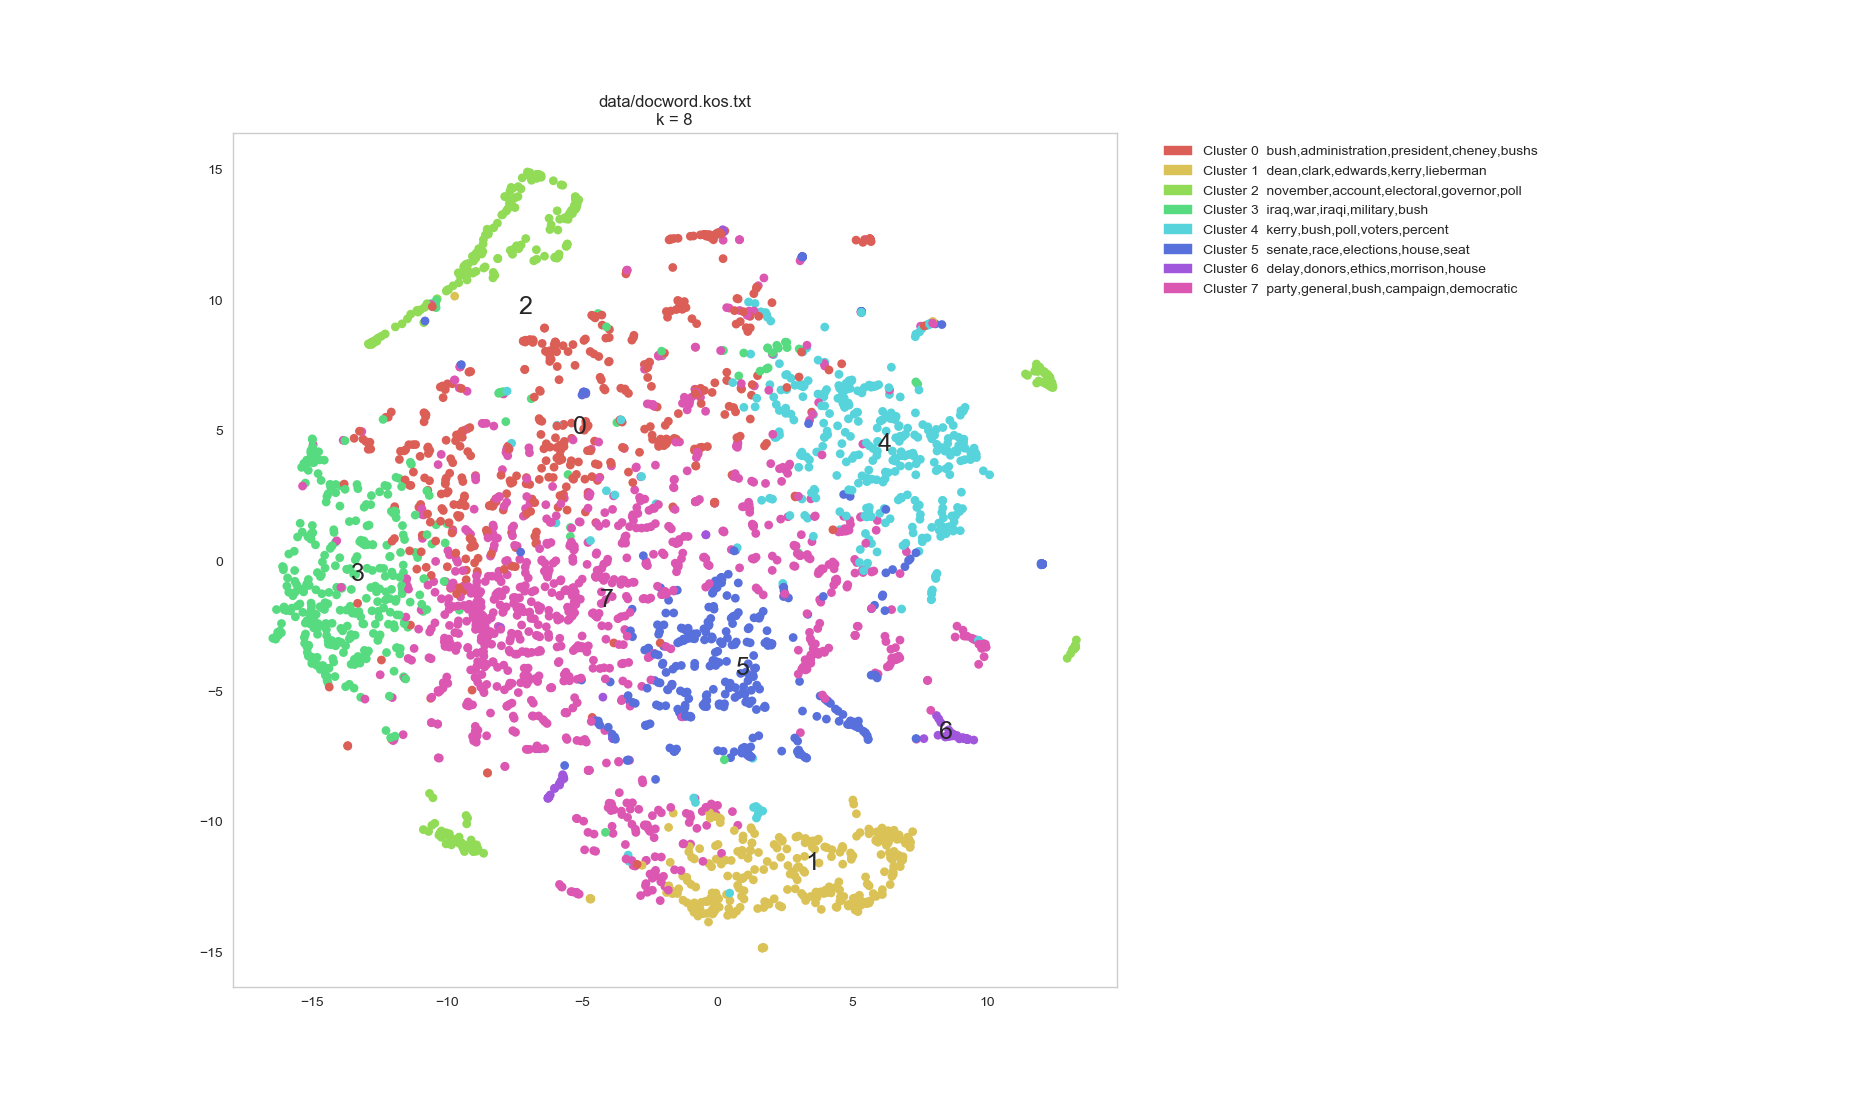 data/docword.kos.txt
k = 8
Cluster 0 bush,administration,president,cheney,bushs
Cluster 1 dean,clark,edwards,kerry,lieberman
Cluster 2 november,account,electoral,governor,poll
Cluster 3 iraq,war,iraqi,military,bush
Cluster 4 kerry,bush,poll,voters,percent
Cluster 5 senate,race,elections,house,seat
Cluster 6 delay,donors,ethics,morrison,house
Cluster 7 party,general,bush,campaign,democratic
15
10
5
0
−5
−10
−15
2
0
4
3
7
5
6
1
−15 −10 −5 0 5 10